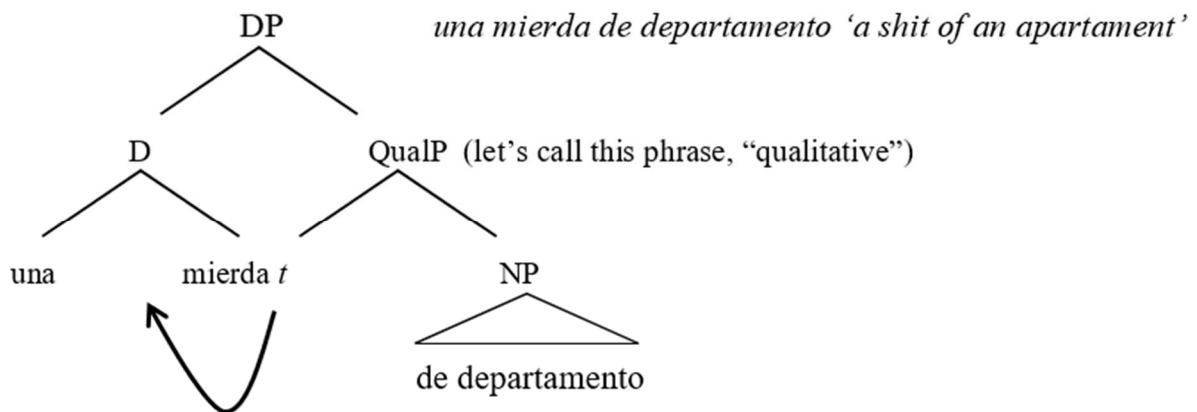 DP una mierda de departamento ‘a shit of an apartament’
D QualP (let’s call this phrase, “qualitative”)
una mierda t NP
de departamento